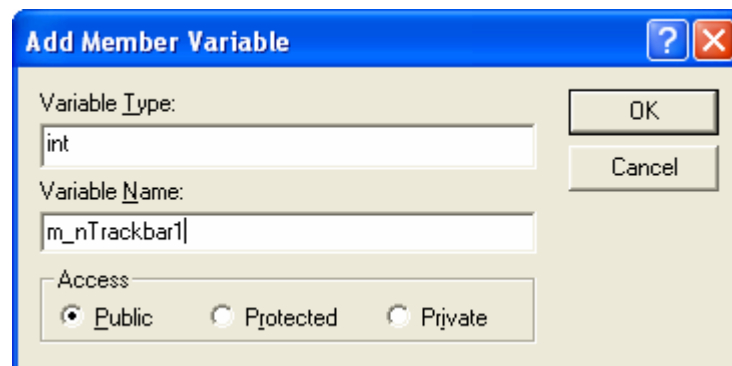 Add Member Variable
Variable Type:
OK
int
Cancel
Variable Name:
m_nTrackbar1
Access
Public Protected Private